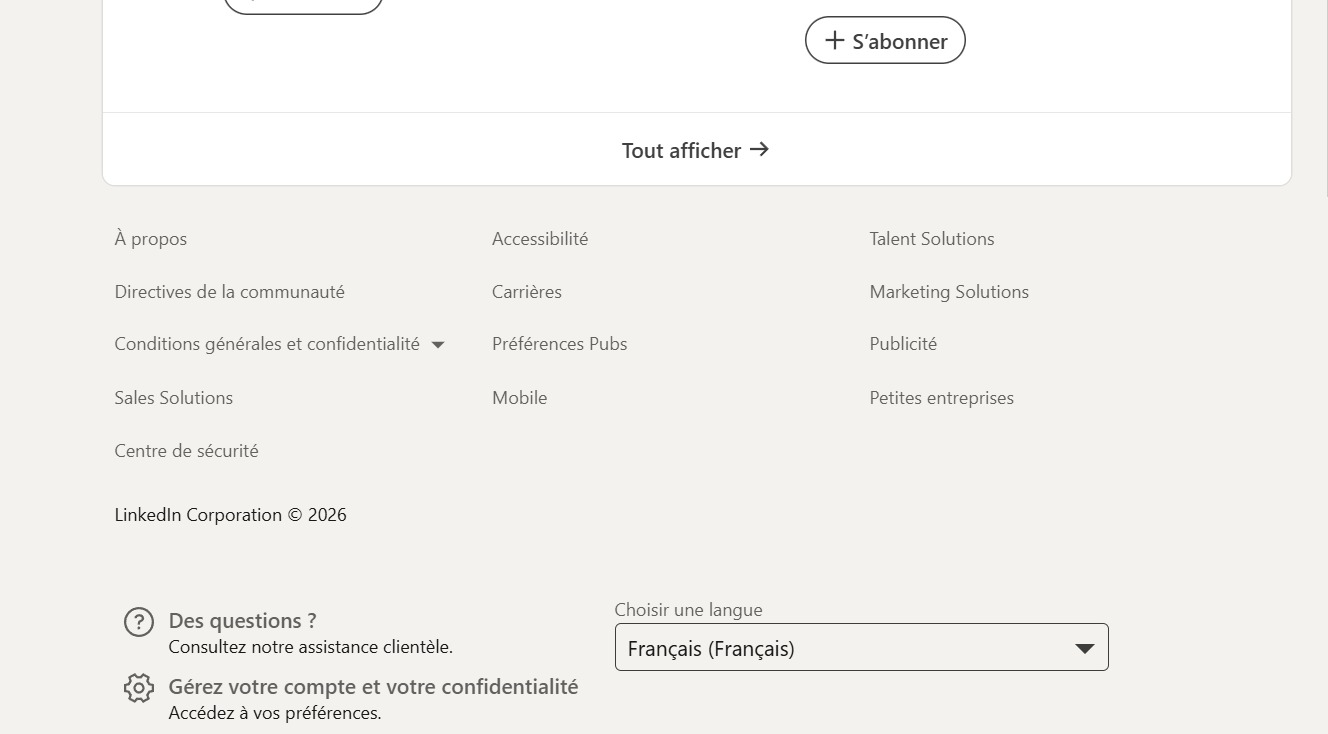 S’abonner
Tout afficher
À propos
Accessibilité
Talent Solutions
Directives de la communauté
Carrières
Marketing Solutions
Conditions générales et confidentialité
Préférences Pubs
Publicité
Sales Solutions
Mobile
Petites entreprises
Centre de sécurité
LinkedIn Corporation © 2026
Des questions ?
Consultez notre assistance clientèle.
Gérez votre compte et votre confidentialité
Accédez à vos préférences.
Choisir une langue
Français (Français)